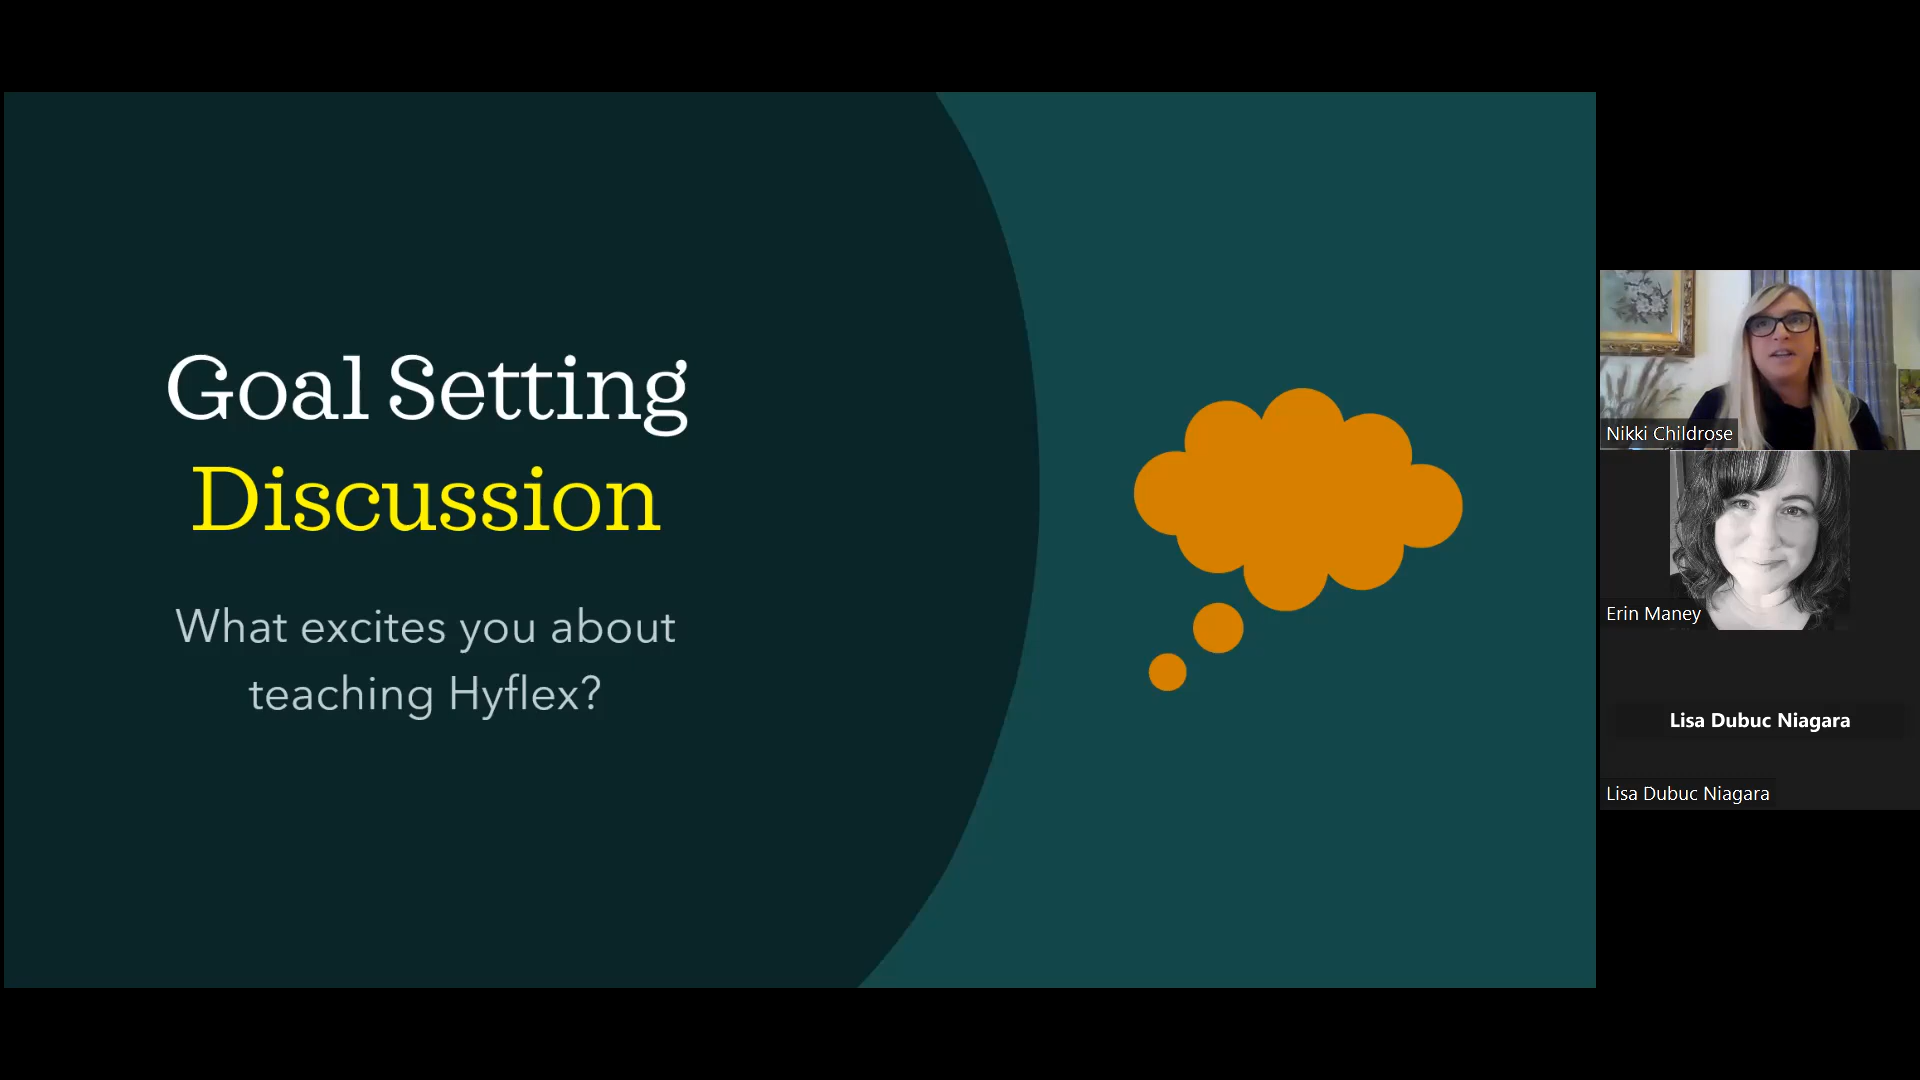 Goal Setting
Discussion
What excites you about
teaching Hyflex?
Nikki Childrose
Erin Maney
Lisa Dubuc Niagara
Lisa Dubuc Niagara